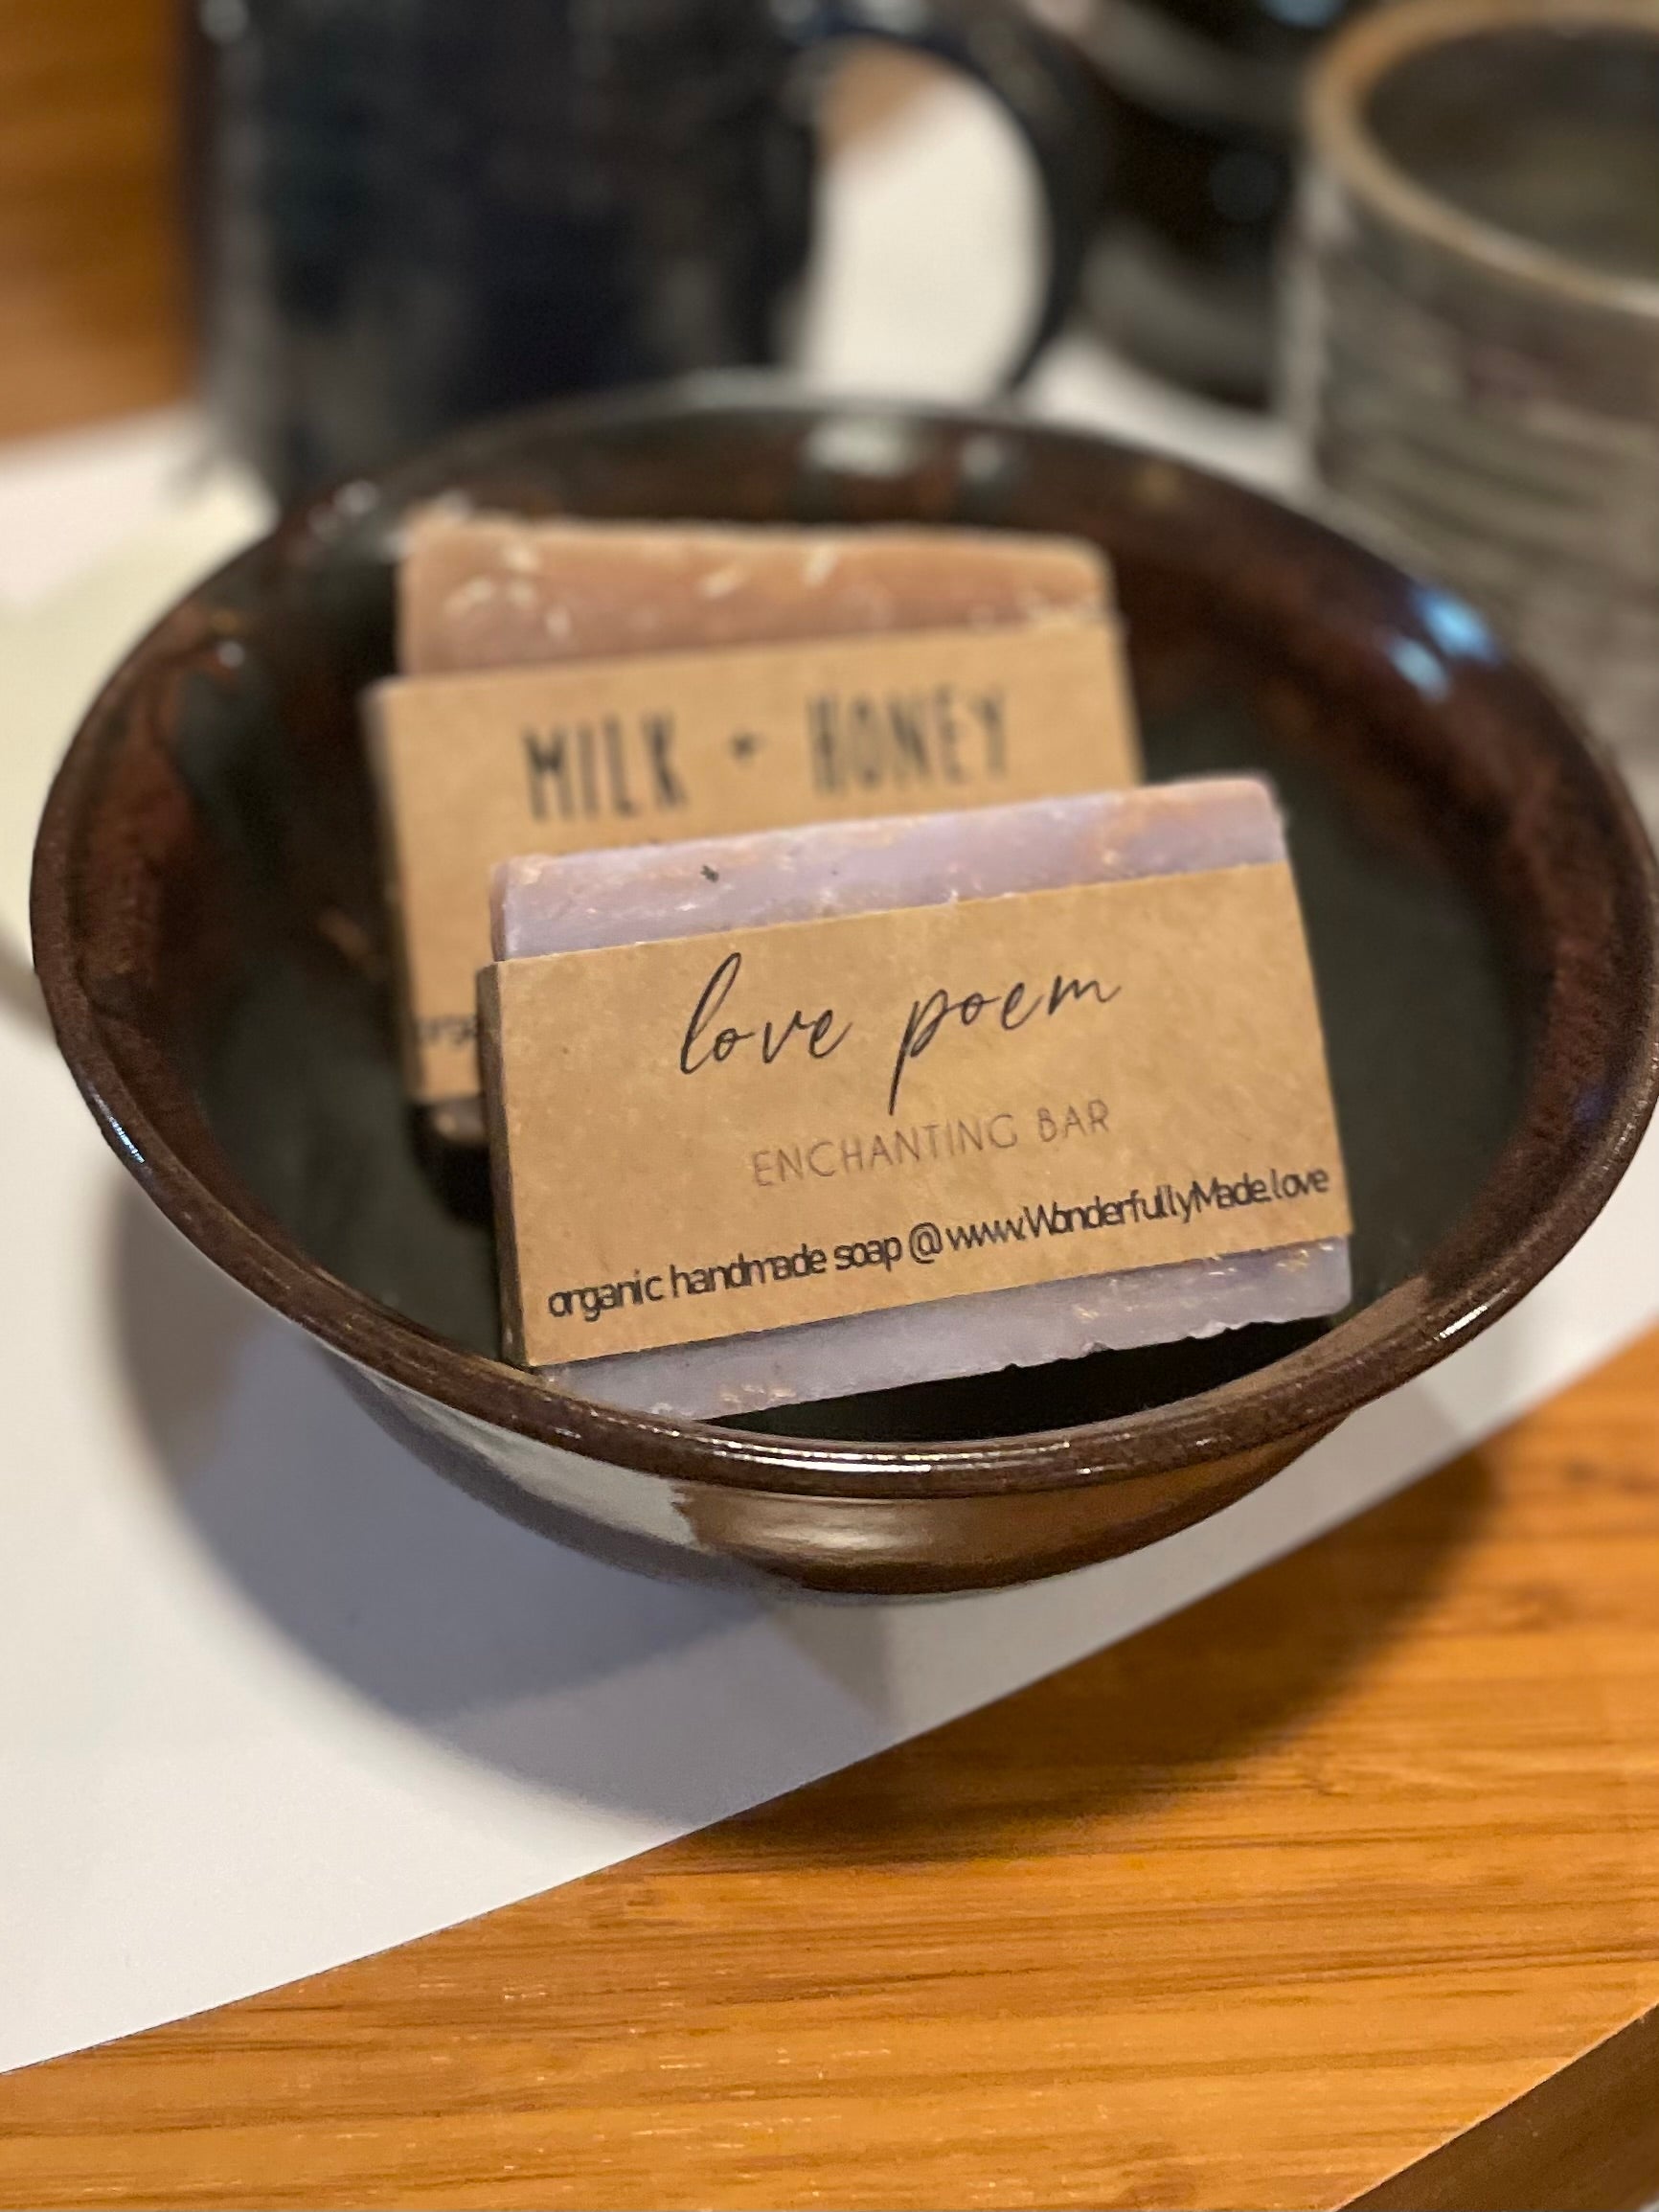 MILK + HONEY
love poem
ENCHANTING BAR
organic handmade soap @ www.WonderfullyMade.love